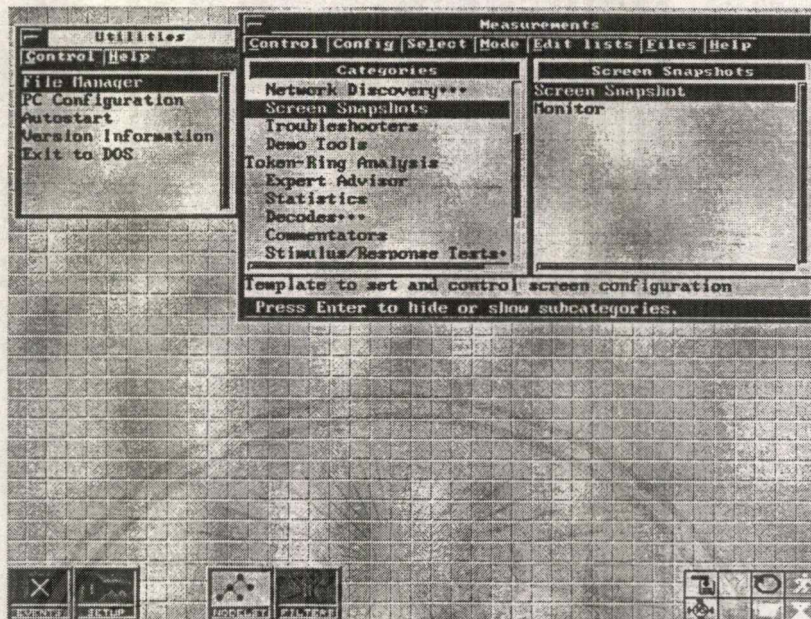 Utilities
Control Help
File Manager
PC Configuration
Autostart
Version Information
Exit to DOS
Measurements
Control Config Select Mode Edit lists Files Help
Categories
Network Discovery•••
Screen Snapshots
Troubleshooters
Demo Tools
Token-Ring Analysis
Expert Advisor
Statistics
Decodes•••
Commentators
Stimulus/Response Tests•
Screen Snapshots
Screen Snapshot
Monitor
Template to set and control screen configuration
Press Enter to hide or show subcategories.
EVENTS
SETUP
NODELST
FILTERS